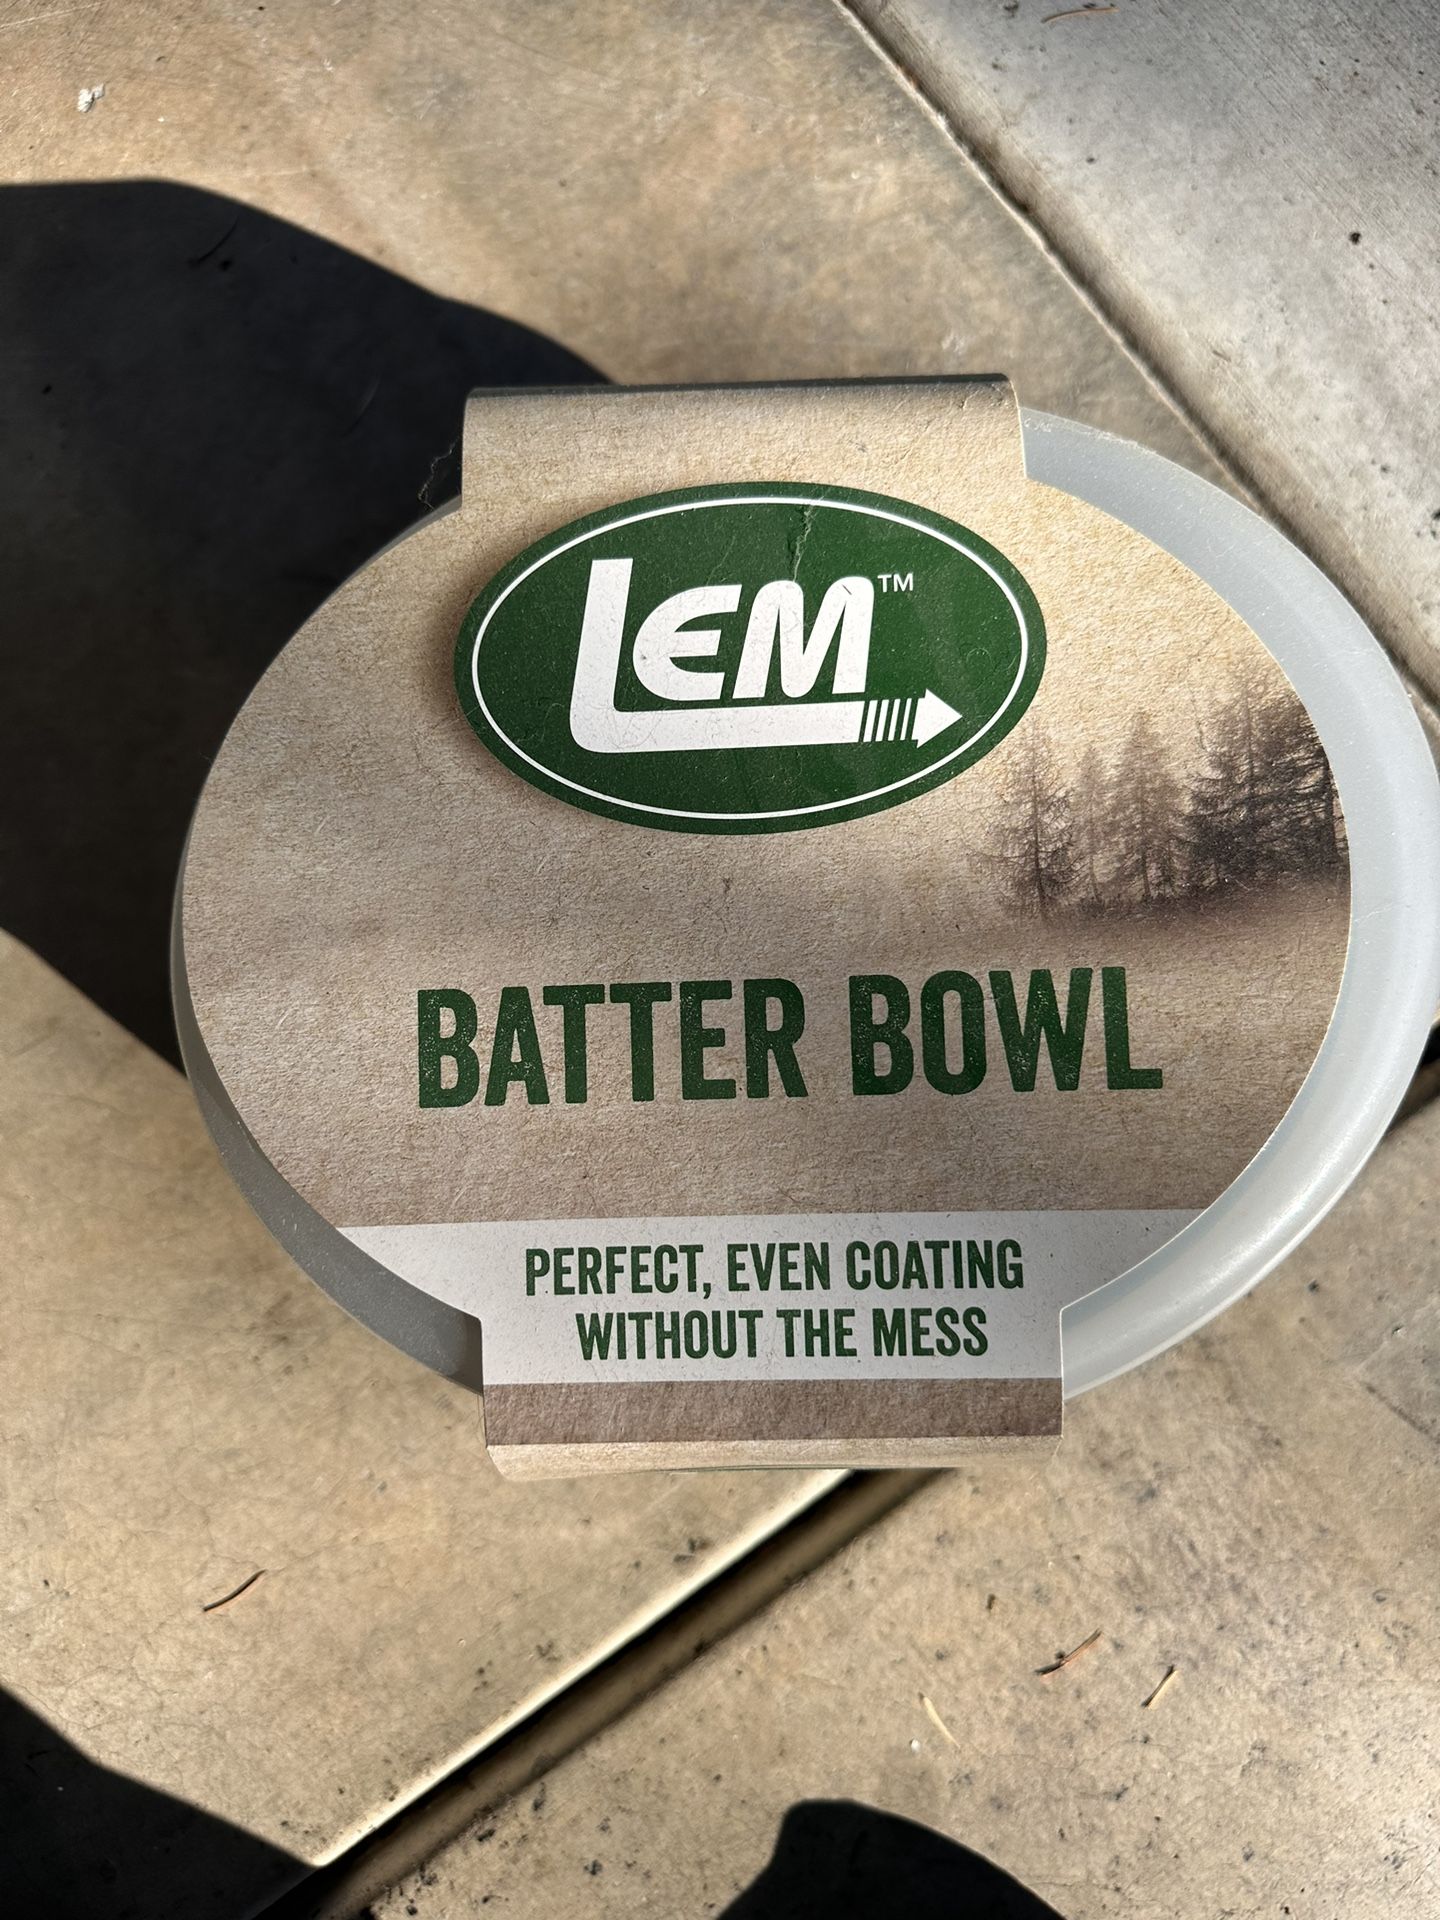 LEM™
BATTER BOWL
PERFECT, EVEN COATING
WITHOUT THE MESS